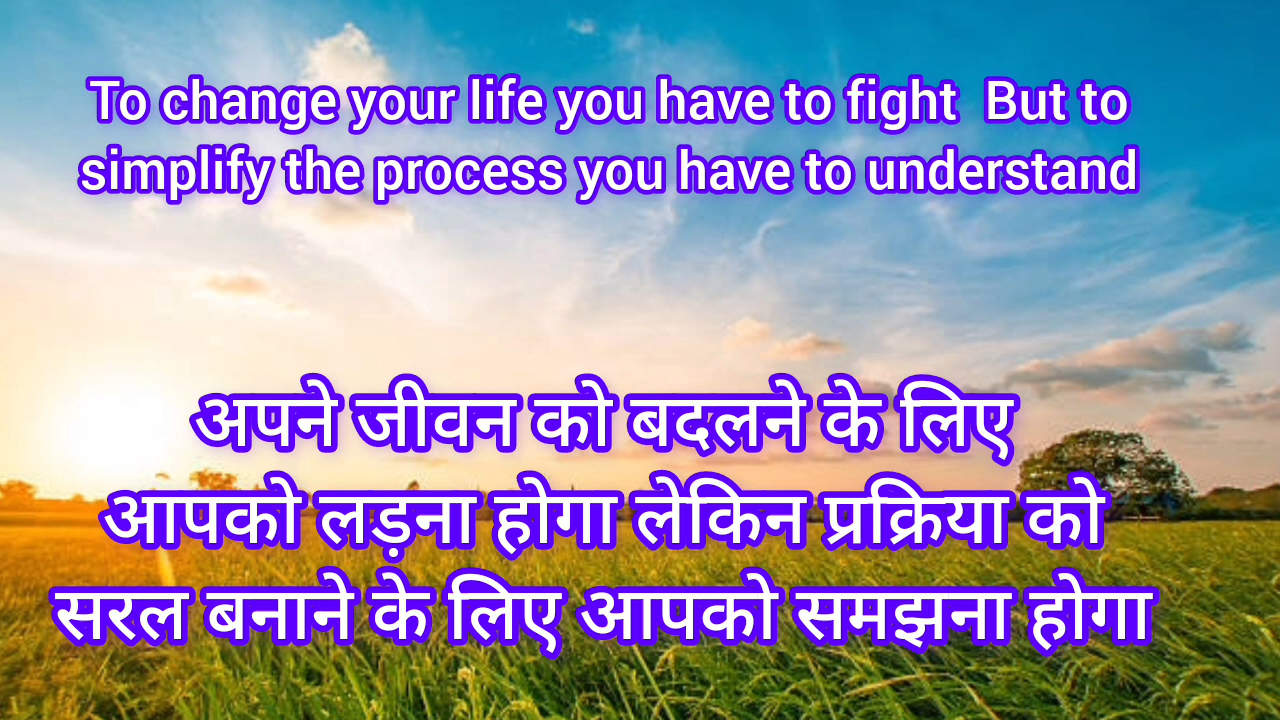 To change your life you have to fight  But to
simplify the process you have to understand
अपने जीवन को बदलने के लिए
आपको लड़ना होगा लेकिन प्रक्रिया को
सरल बनाने के लिए आपको समझना होगा